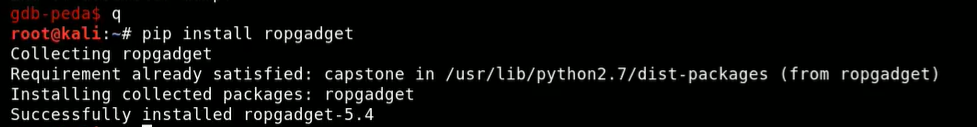 gdb-peda$ q
root@kali:~# pip install ropgadget
Collecting ropgadget
Requirement already satisfied: capstone in /usr/lib/python2.7/dist-packages (from ropgadget)
Installing collected packages: ropgadget
Successfully installed ropgadget-5.4